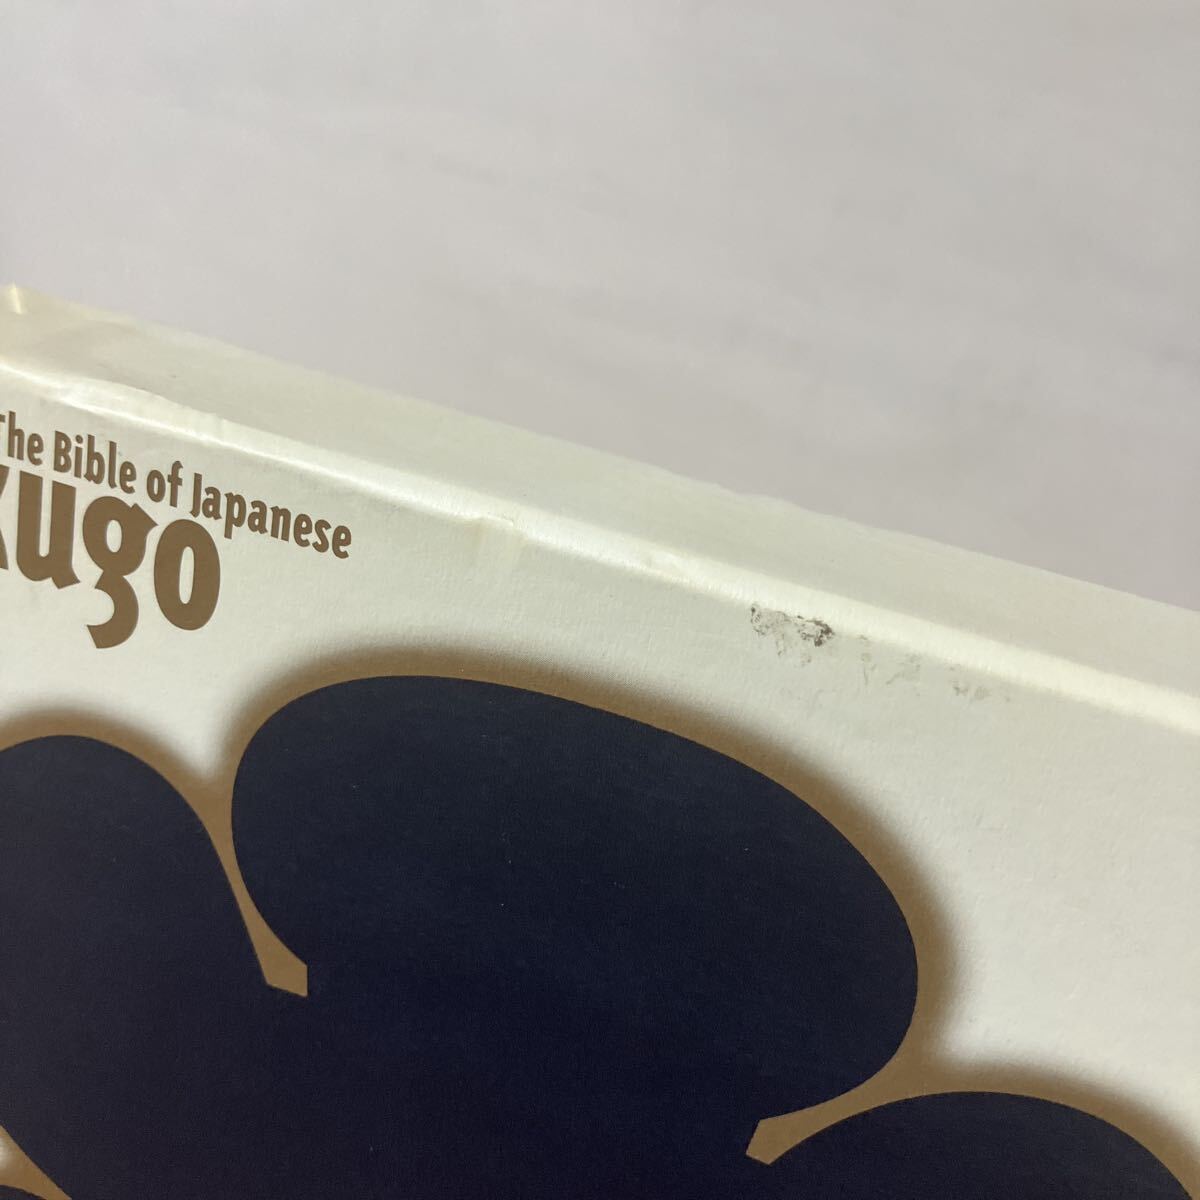 The Bible of Japanese
kugo